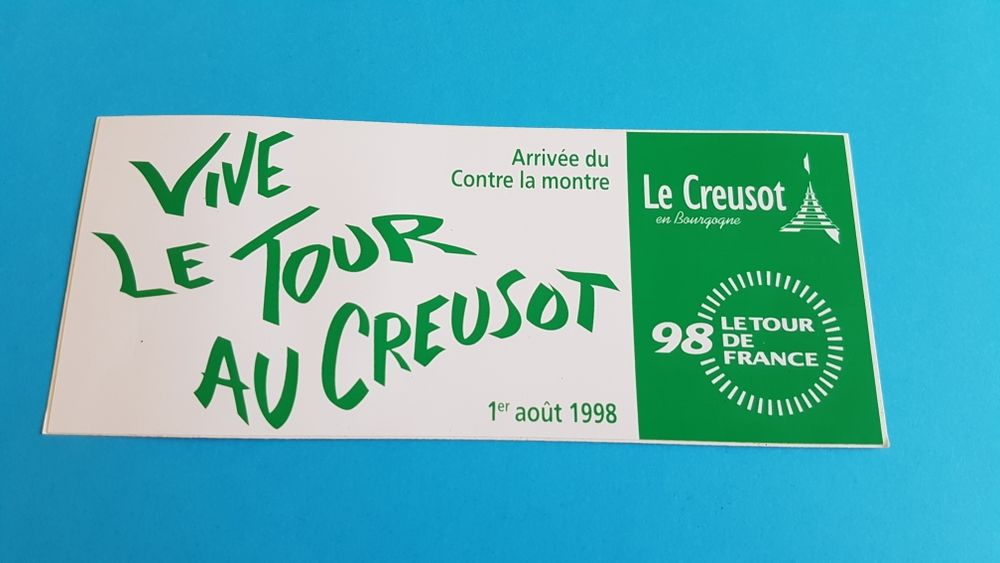 VIVE
LE TOUR
AU CREUSOT
Arrivée du
Contre la montre
1er août 1998
Le Creusot
en Bourgogne
98
LE TOUR
DE
FRANCE